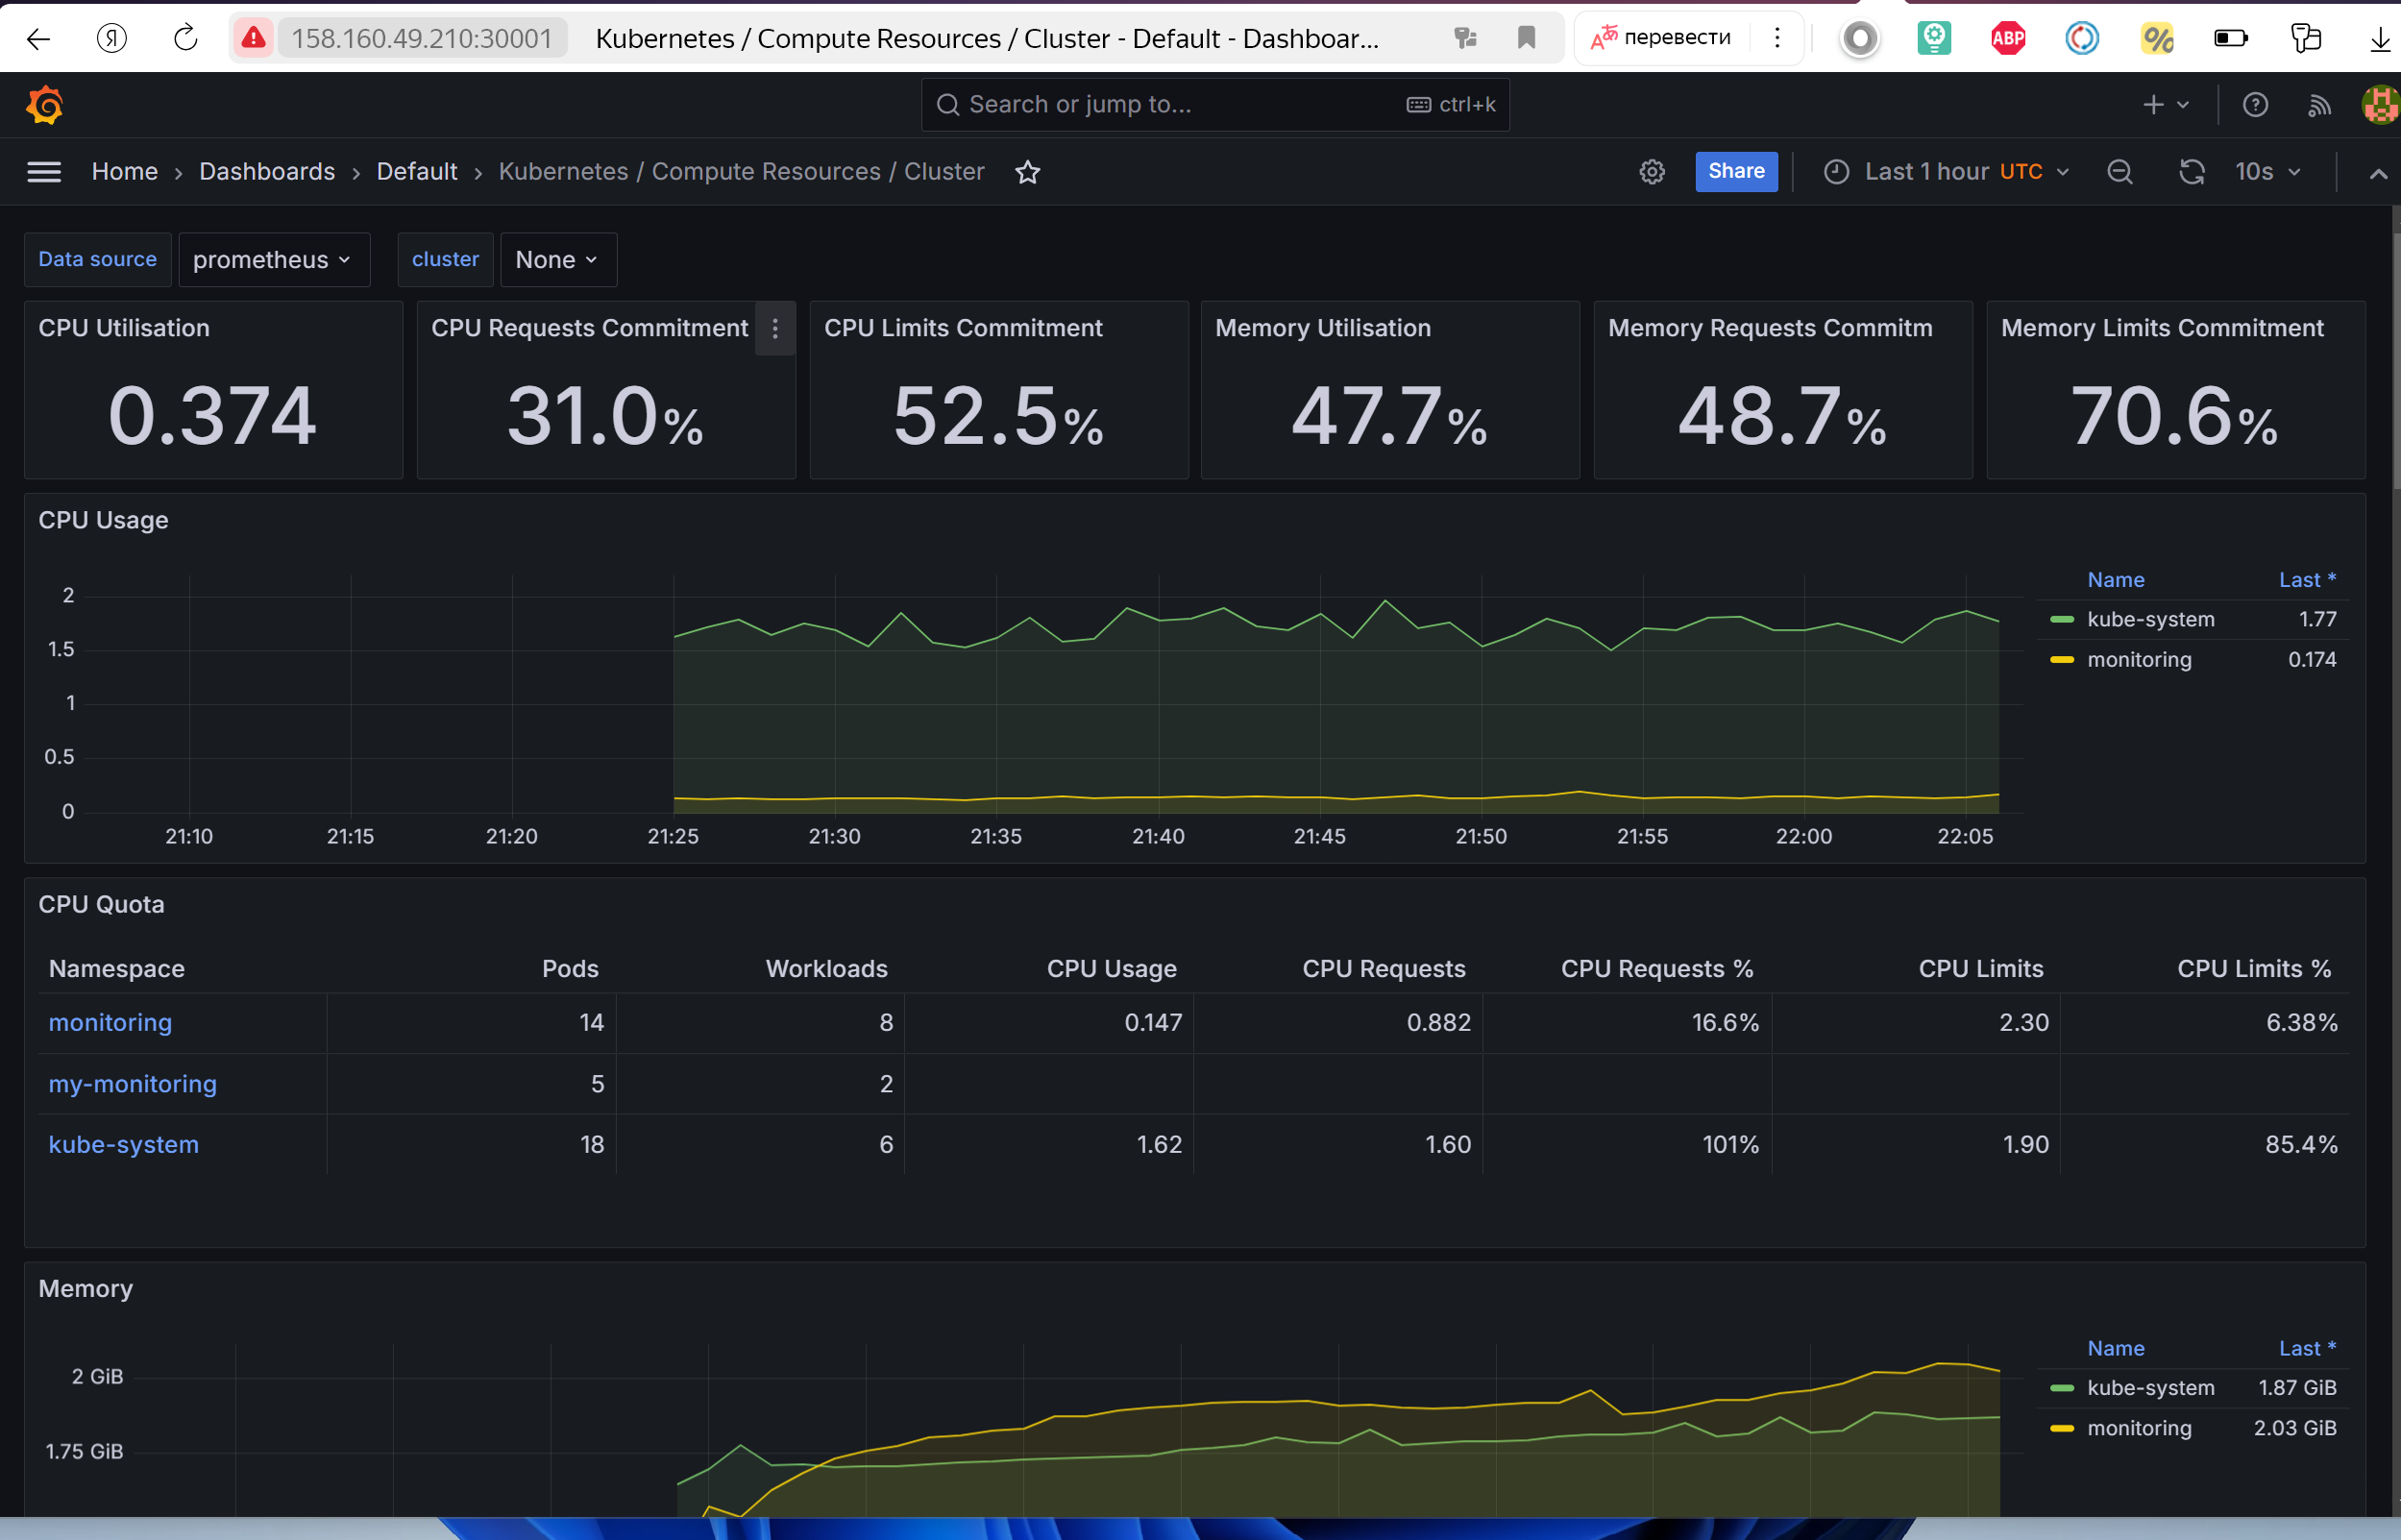 Я 158.160.49.210:30001 Kubernetes / Compute Resources / Cluster - Default - Dashboar... перевести ABP %
Search or jump to... ctrl+k
Home › Dashboards › Default › Kubernetes / Compute Resources / Cluster Share Last 1 hour UTC 10s
Data source prometheus cluster None
CPU Utilisation CPU Requests Commitment CPU Limits Commitment Memory Utilisation Memory Requests Commitm Memory Limits Commitment
0.374 31.0% 52.5% 47.7% 48.7% 70.6%
CPU Usage
2
1.5
1
0.5
0
21:10 21:15 21:20 21:25 21:30 21:35 21:40 21:45 21:50 21:55 22:00 22:05
Name Last *
kube-system 1.77
monitoring 0.174
CPU Quota
Namespace Pods Workloads CPU Usage CPU Requests CPU Requests % CPU Limits CPU Limits %
monitoring 14 8 0.147 0.882 16.6% 2.30 6.38%
my-monitoring 5 2
kube-system 18 6 1.62 1.60 101% 1.90 85.4%
Memory
2 GiB
1.75 GiB
Name Last *
kube-system 1.87 GiB
monitoring 2.03 GiB